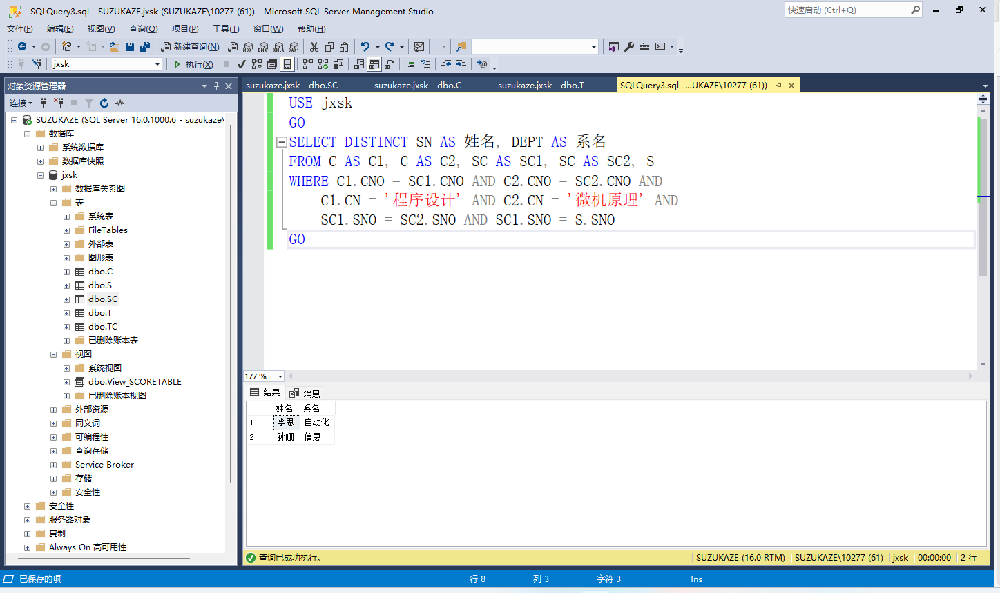 SQLQuery3.sql - SUZUKAZE.jxsk (SUZUKAZE\10277 (61)) - Microsoft SQL Server Management Studio
快速启动 (Ctrl+Q)
文件(F) 编辑(E) 视图(V) 查询(Q) 项目(P) 工具(T) 窗口(W) 帮助(H)
新建查询(N) MDX DMX XMLA DAX
jxsk 执行(X)
对象资源管理器
连接
SUZUKAZE (SQL Server 16.0.1000.6 - suzukaze\
数据库
系统数据库
数据库快照
jxsk
数据库关系图
表
系统表
FileTables
外部表
图形表
dbo.C
dbo.S
dbo.SC
dbo.T
dbo.TC
已删除账本表
视图
系统视图
dbo.View_SCORETABLE
已删除账本视图
外部资源
同义词
可编程性
查询存储
Service Broker
存储
安全性
安全性
服务器对象
复制
Always On 高可用性
suzukaze.jxsk - dbo.SC suzukaze.jxsk - dbo.C suzukaze.jxsk - dbo.T SQLQuery3.sql -...UKAZE\10277 (61))
USE jxsk
GO
SELECT DISTINCT SN AS 姓名, DEPT AS 系名
FROM C AS C1, C AS C2, SC AS SC1, SC AS SC2, S
WHERE C1.CNO = SC1.CNO AND C2.CNO = SC2.CNO AND
C1.CN = '程序设计' AND C2.CN = '微机原理' AND
SC1.SNO = SC2.SNO AND SC1.SNO = S.SNO
GO
177 %
结果 消息
姓名 系名
1 李思 自动化
2 孙姗 信息
查询已成功执行。 SUZUKAZE (16.0 RTM) SUZUKAZE\10277 (61) jxsk 00:00:00 2 行
已保存的项 行 8 列 3 字符 3 Ins